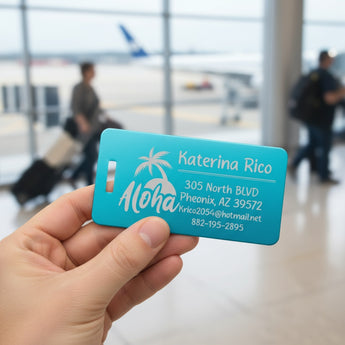 Aloha
Katerina Rico
305 North BLVD
Pheonix, AZ 39572
Krico2054@hotmail.net
882-195-2895